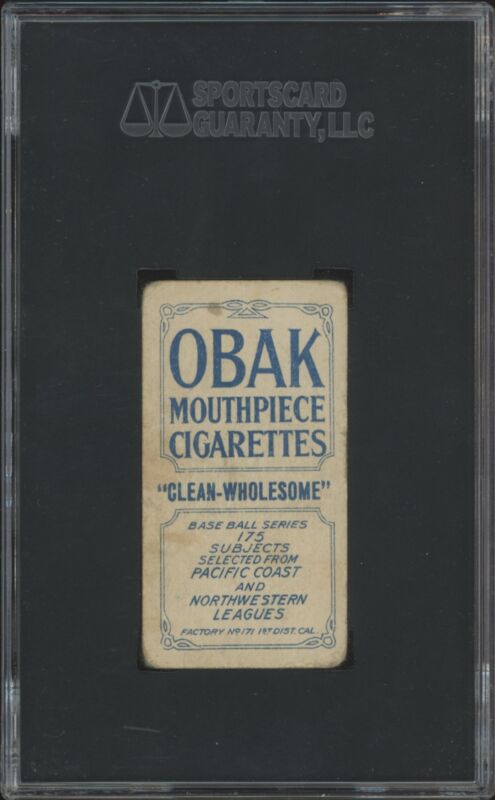 SPORTSCARD
GUARANTY, LLC
OBAK
MOUTHPIECE
CIGARETTES
"CLEAN-WHOLESOME"
BASE BALL SERIES
175
SUBJECTS
SELECTED FROM
PACIFIC COAST
AND
NORTHWESTERN
LEAGUES
FACTORY Nº 171 1ST DIST. CAL.